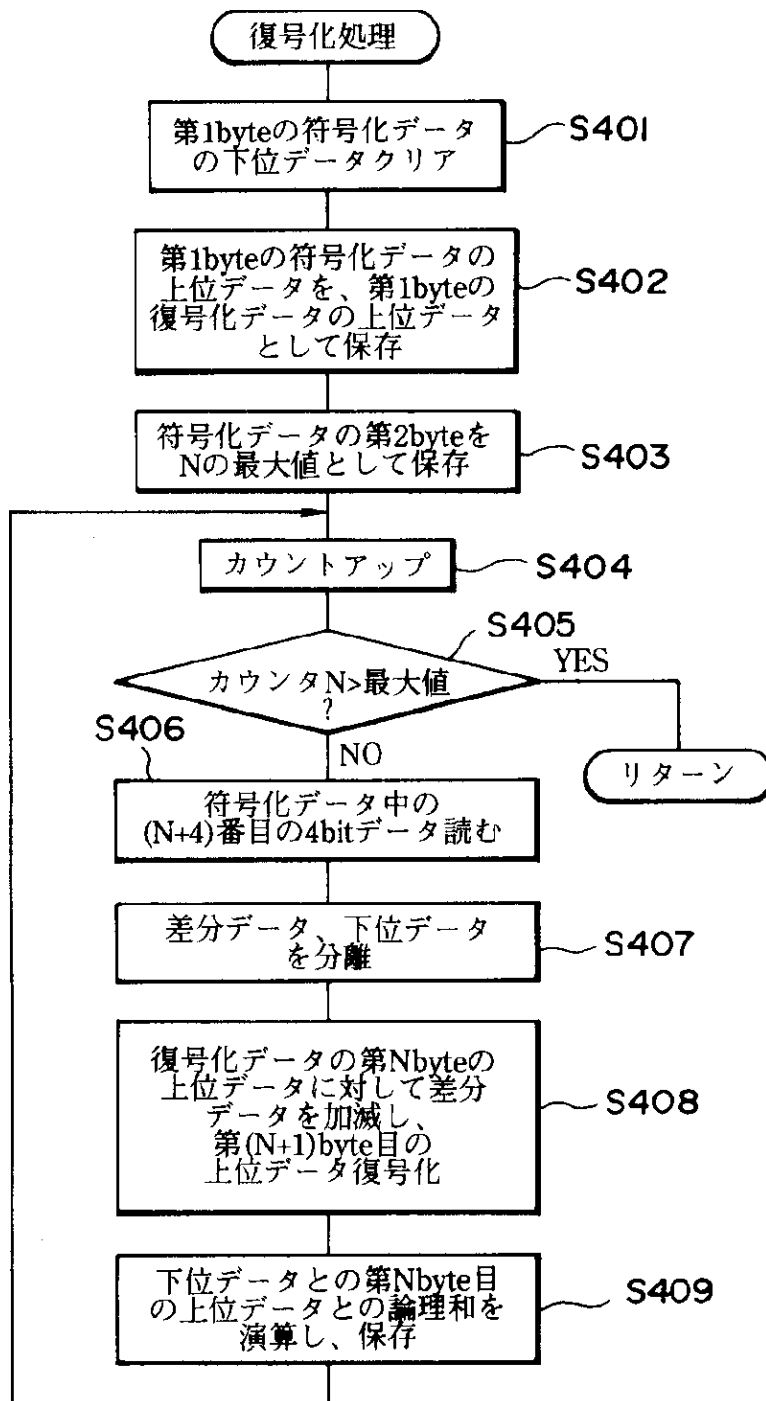 復号化処理
第1byteの符号化データ
の下位データクリア
S401
第1byteの符号化データの
上位データを、第1byteの
復号化データの上位データ
として保存
S402
符号化データの第2byteを
Nの最大値として保存
S403
カウントアップ
S404
S405
カウンタN>最大値
?
YES
リターン
NO
S406
符号化データ中の
(N+4)番目の4bitデータ読む
差分データ、下位データ
を分離
S407
復号化データの第Nbyteの
上位データに対して差分
データを加減し、
第(N+1)byte目の
上位データ復号化
S408
下位データとの第Nbyte目
の上位データとの論理和を
演算し、保存
S409